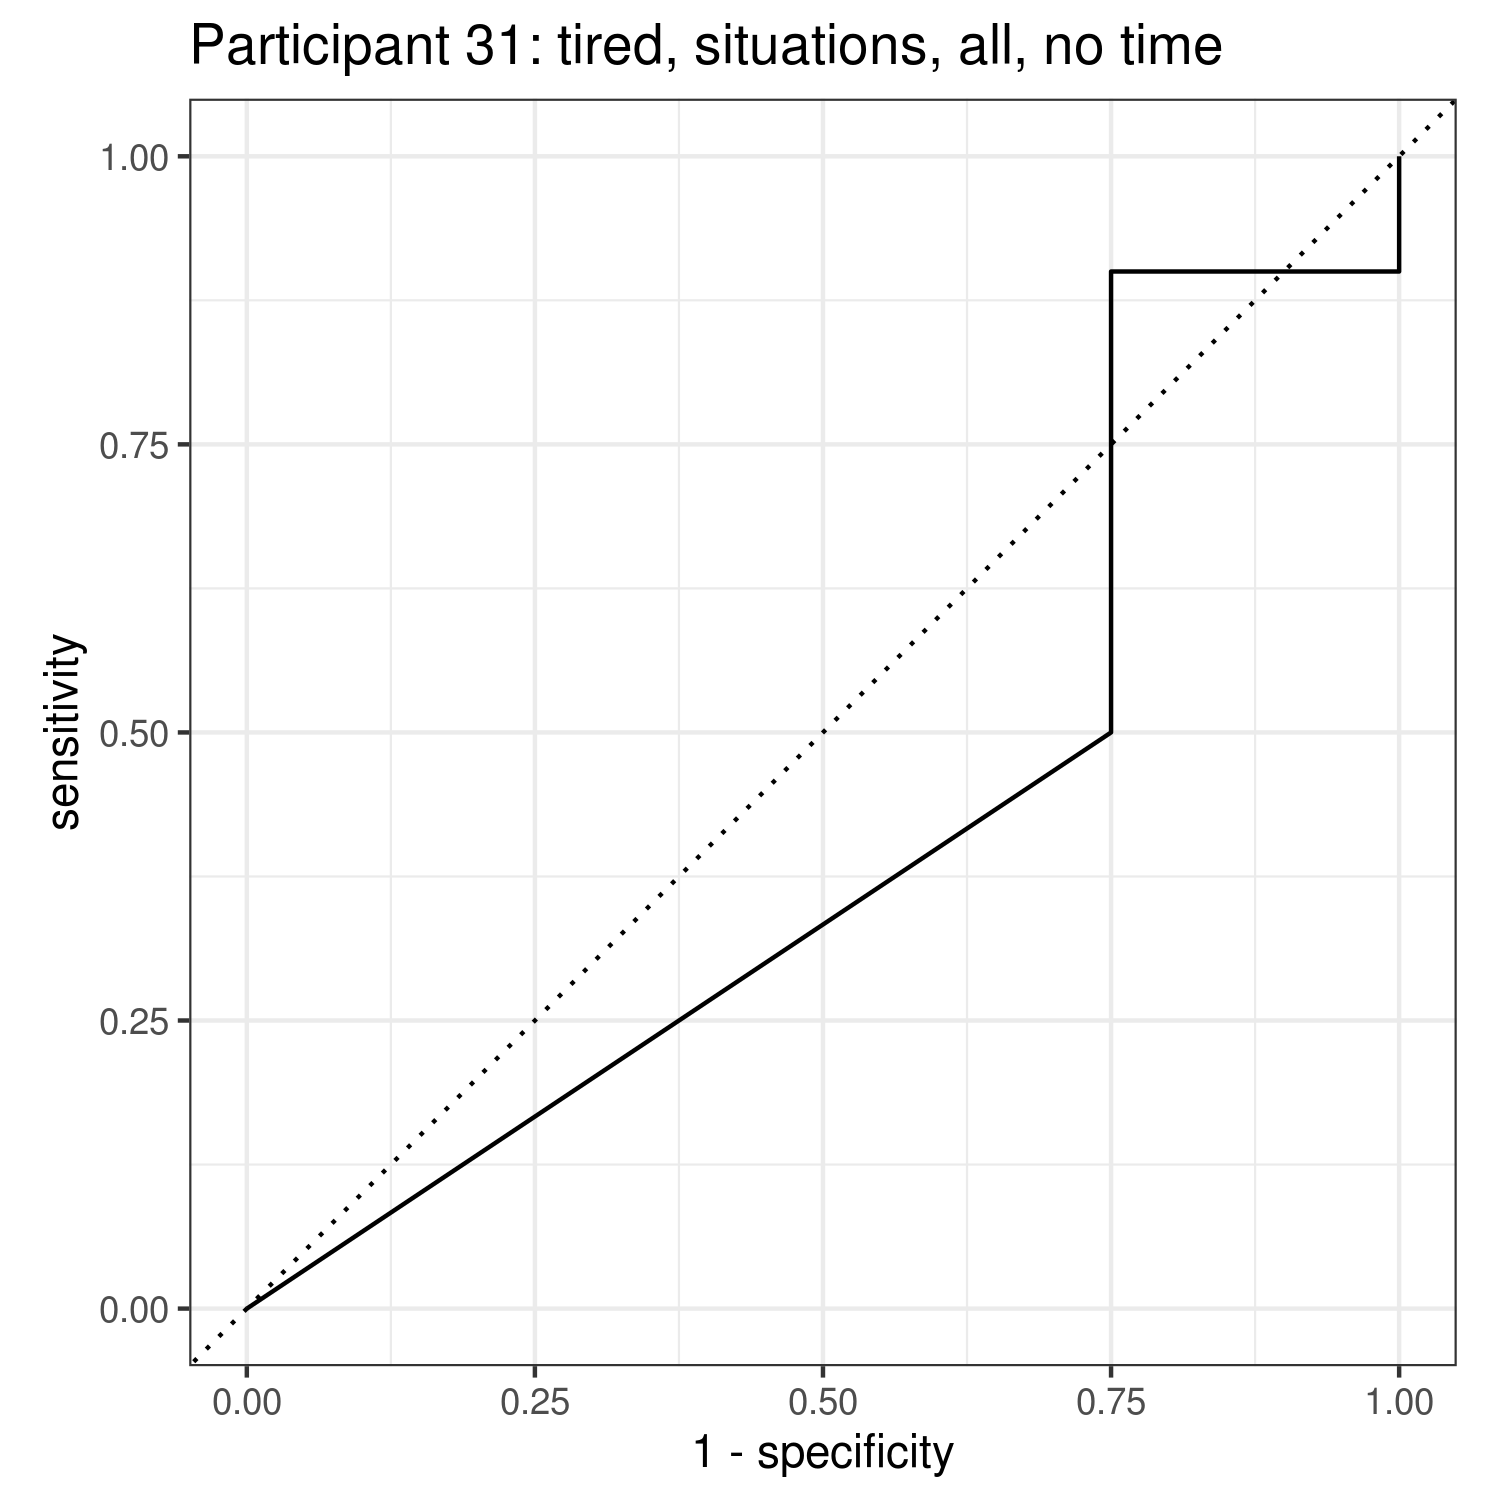 Participant 31: tired, situations, all, no time
1.00
0.75
0.50
0.25
0.00
sensitivity
0.00 0.25 0.50 0.75 1.00
1 - specificity